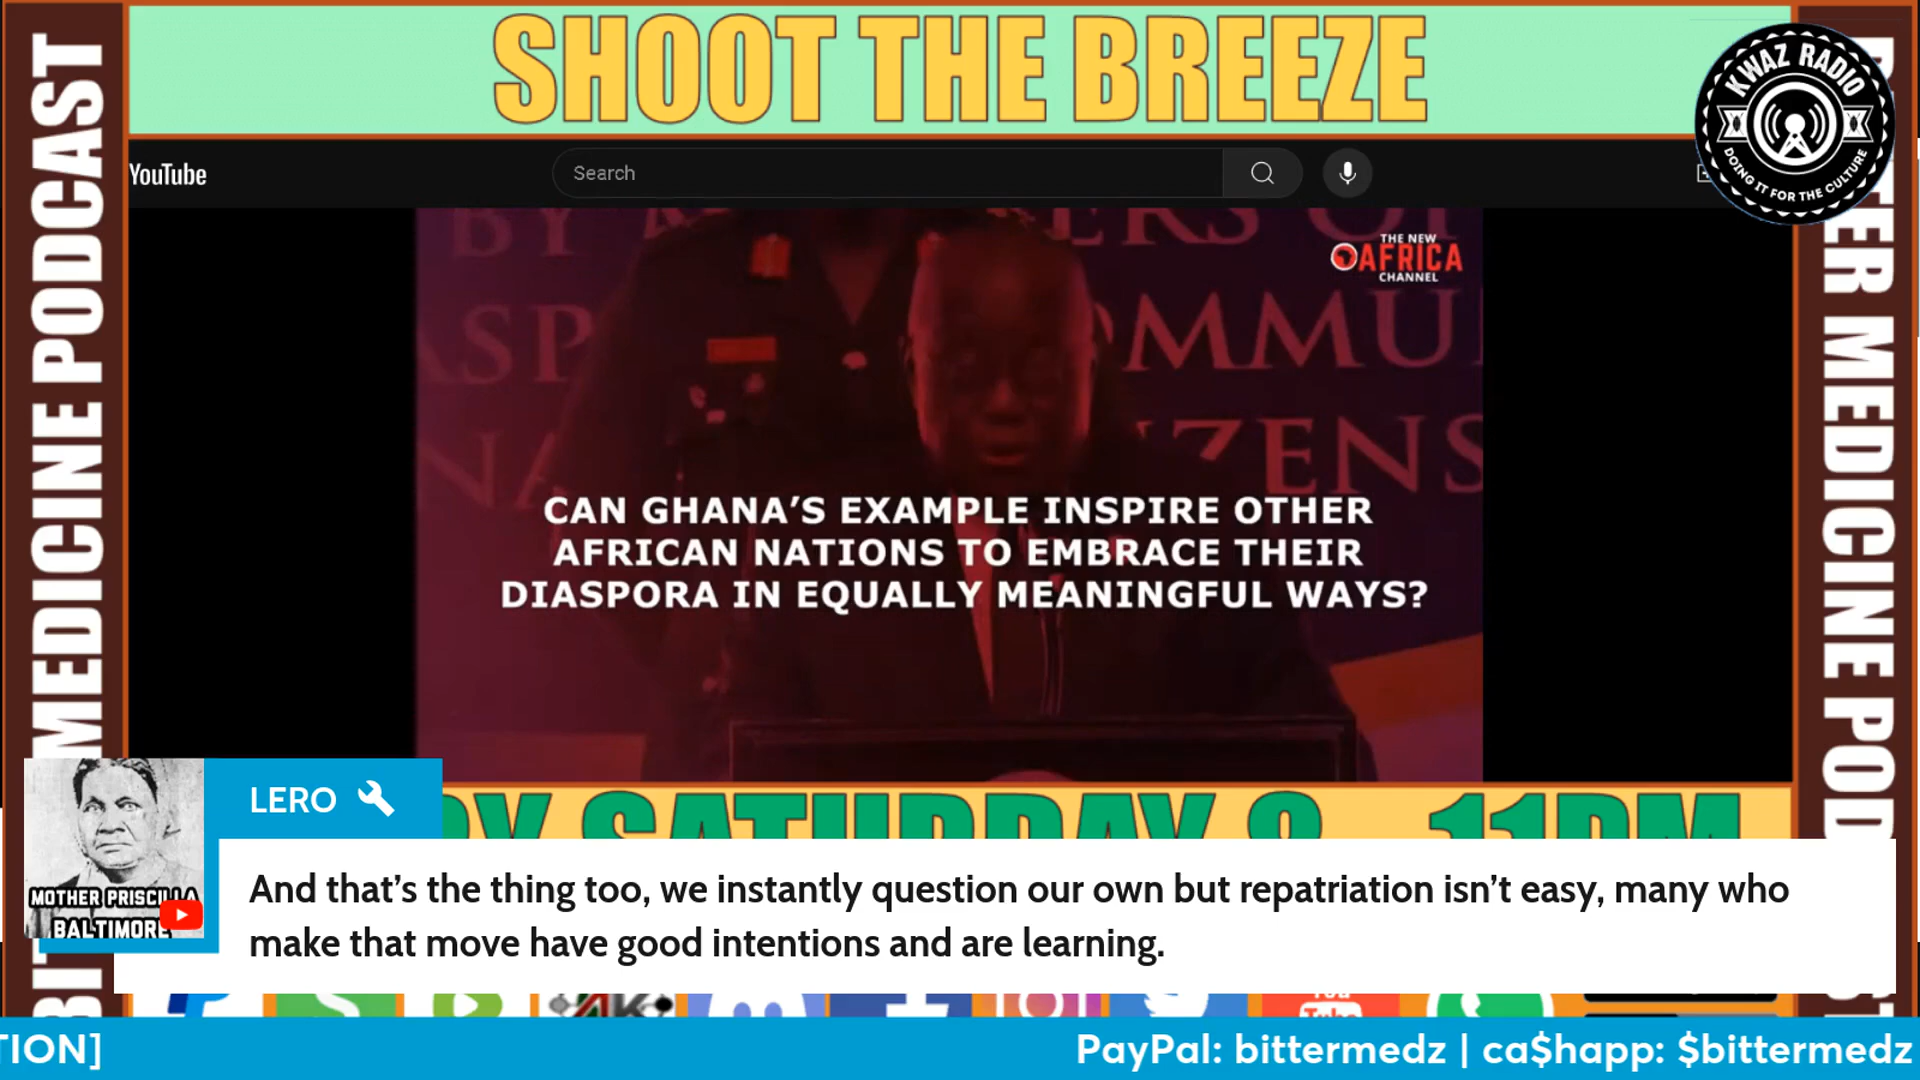 SHOOT THE BREEZE
MEDICINE PODCAST
KWAZ RADIO
DOING IT FOR THE CULTURE
YouTube
Search
THE NEW
AFRICA
CHANNEL
CAN GHANA'S EXAMPLE INSPIRE OTHER
AFRICAN NATIONS TO EMBRACE THEIR
DIASPORA IN EQUALLY MEANINGFUL WAYS?
MEDICINE
SATURDAY
LERO
MOTHER PRISCILLA
BALTIMORE
And that's the thing too, we instantly question our own but repatriation isn't easy, many who
make that move have good intentions and are learning.
TION]
PayPal: bittermedz | ca$happ: $bittermedz